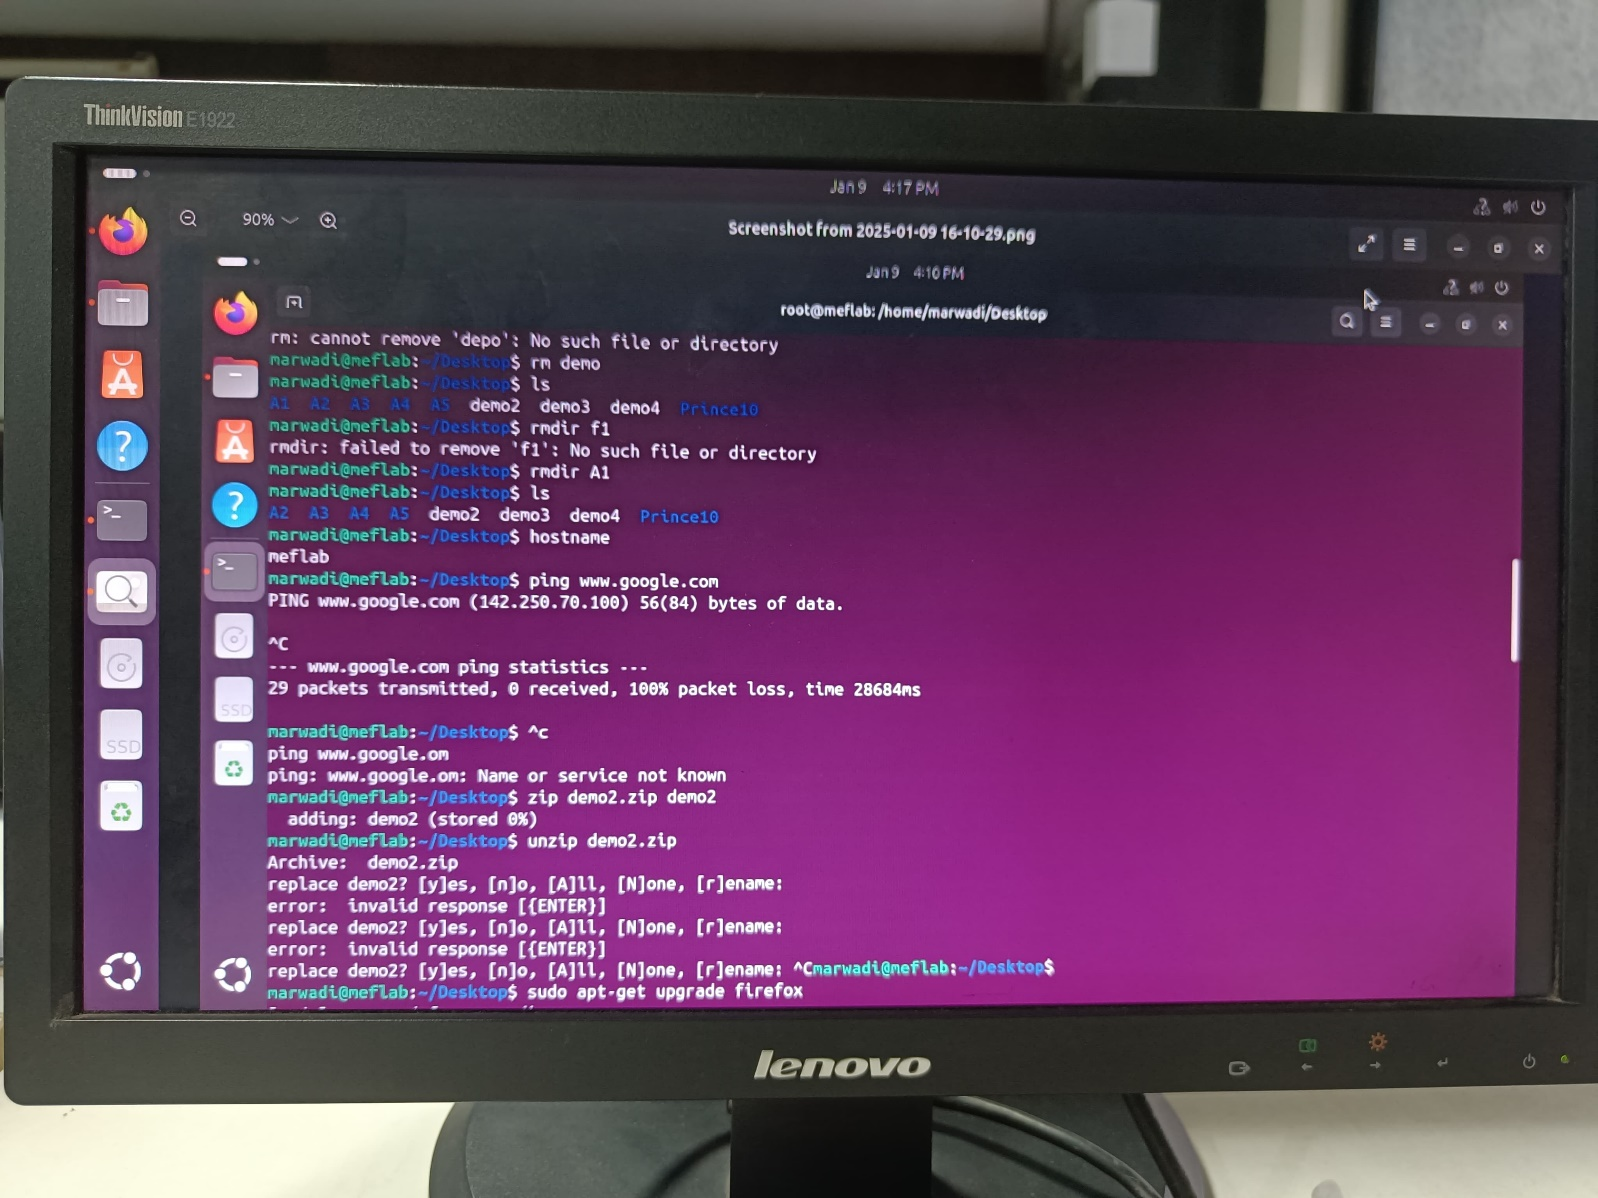 ThinkVision E1922
Jan 9 4:17 PM
90%
Screenshot from 2025-01-09 16-10-29.png
Jan 9 4:10 PM
root@meflab: /home/marwadi/Desktop
rm: cannot remove 'depo': No such file or directory
marwadi@meflab:~/Desktop$ rm demo
marwadi@meflab:~/Desktop$ ls
A1 A2 A3 A4 A5 demo2 demo3 demo4 Prince10
marwadi@meflab:~/Desktop$ rmdir f1
rmdir: failed to remove 'f1': No such file or directory
marwadi@meflab:~/Desktop$ rmdir A1
marwadi@meflab:~/Desktop$ ls
A2 A3 A4 A5 demo2 demo3 demo4 Prince10
marwadi@meflab:~/Desktop$ hostname
meflab
marwadi@meflab:~/Desktop$ ping www.google.com
PING www.google.com (142.250.70.100) 56(84) bytes of data.
^C
--- www.google.com ping statistics ---
29 packets transmitted, 0 received, 100% packet loss, time 28684ms
marwadi@meflab:~/Desktop$ ^c
ping www.google.om
ping: www.google.om: Name or service not known
marwadi@meflab:~/Desktop$ zip demo2.zip demo2
adding: demo2 (stored 0%)
marwadi@meflab:~/Desktop$ unzip demo2.zip
Archive: demo2.zip
replace demo2? [y]es, [n]o, [A]ll, [N]one, [r]ename:
error: invalid response [{ENTER}]
replace demo2? [y]es, [n]o, [A]ll, [N]one, [r]ename:
error: invalid response [{ENTER}]
replace demo2? [y]es, [n]o, [A]ll, [N]one, [r]ename: ^Cmarwadi@meflab:~/Desktop$
marwadi@meflab:~/Desktop$ sudo apt-get upgrade firefox
SSD
SSD
lenovo